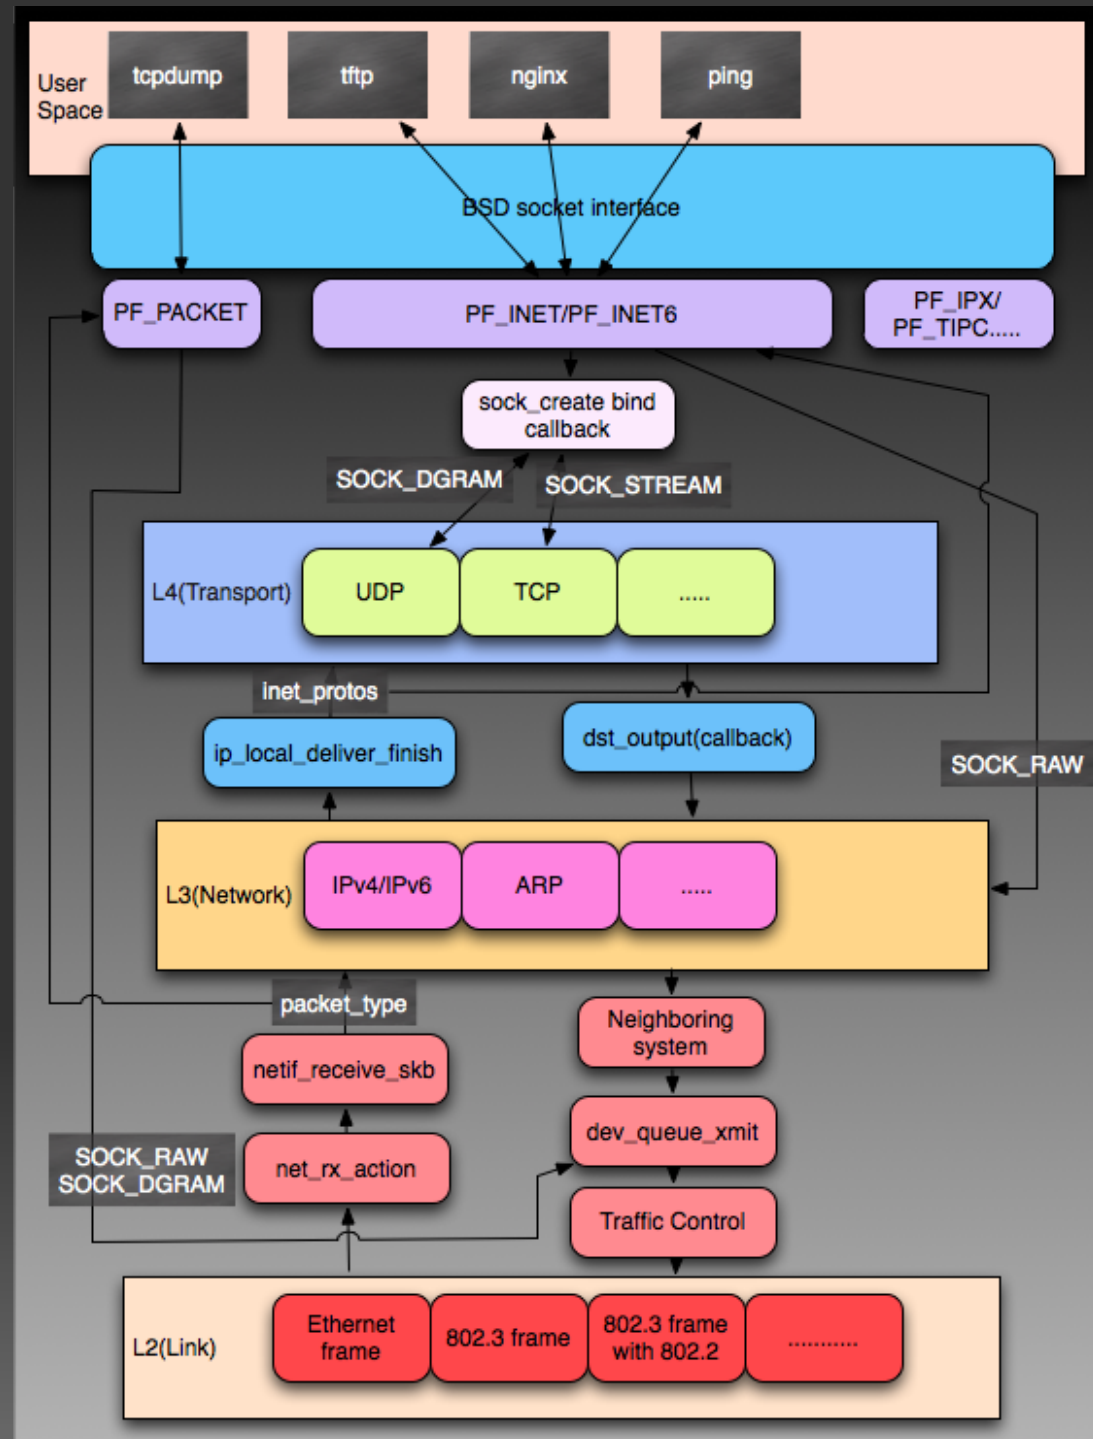 User
Space
tcpdump
tftp
nginx
ping
BSD socket interface
PF_PACKET
PF_INET/PF_INET6
PF_IPX/
PF_TIPC.....
sock_create bind
callback
SOCK_DGRAM
SOCK_STREAM
L4(Transport)
UDP
TCP
.....
inet_protos
ip_local_deliver_finish
dst_output(callback)
SOCK_RAW
L3(Network)
IPv4/IPv6
ARP
.....
packet_type
Neighboring
system
netif_receive_skb
dev_queue_xmit
SOCK_RAW
SOCK_DGRAM
net_rx_action
Traffic Control
L2(Link)
Ethernet
frame
802.3 frame
802.3 frame
with 802.2
...........